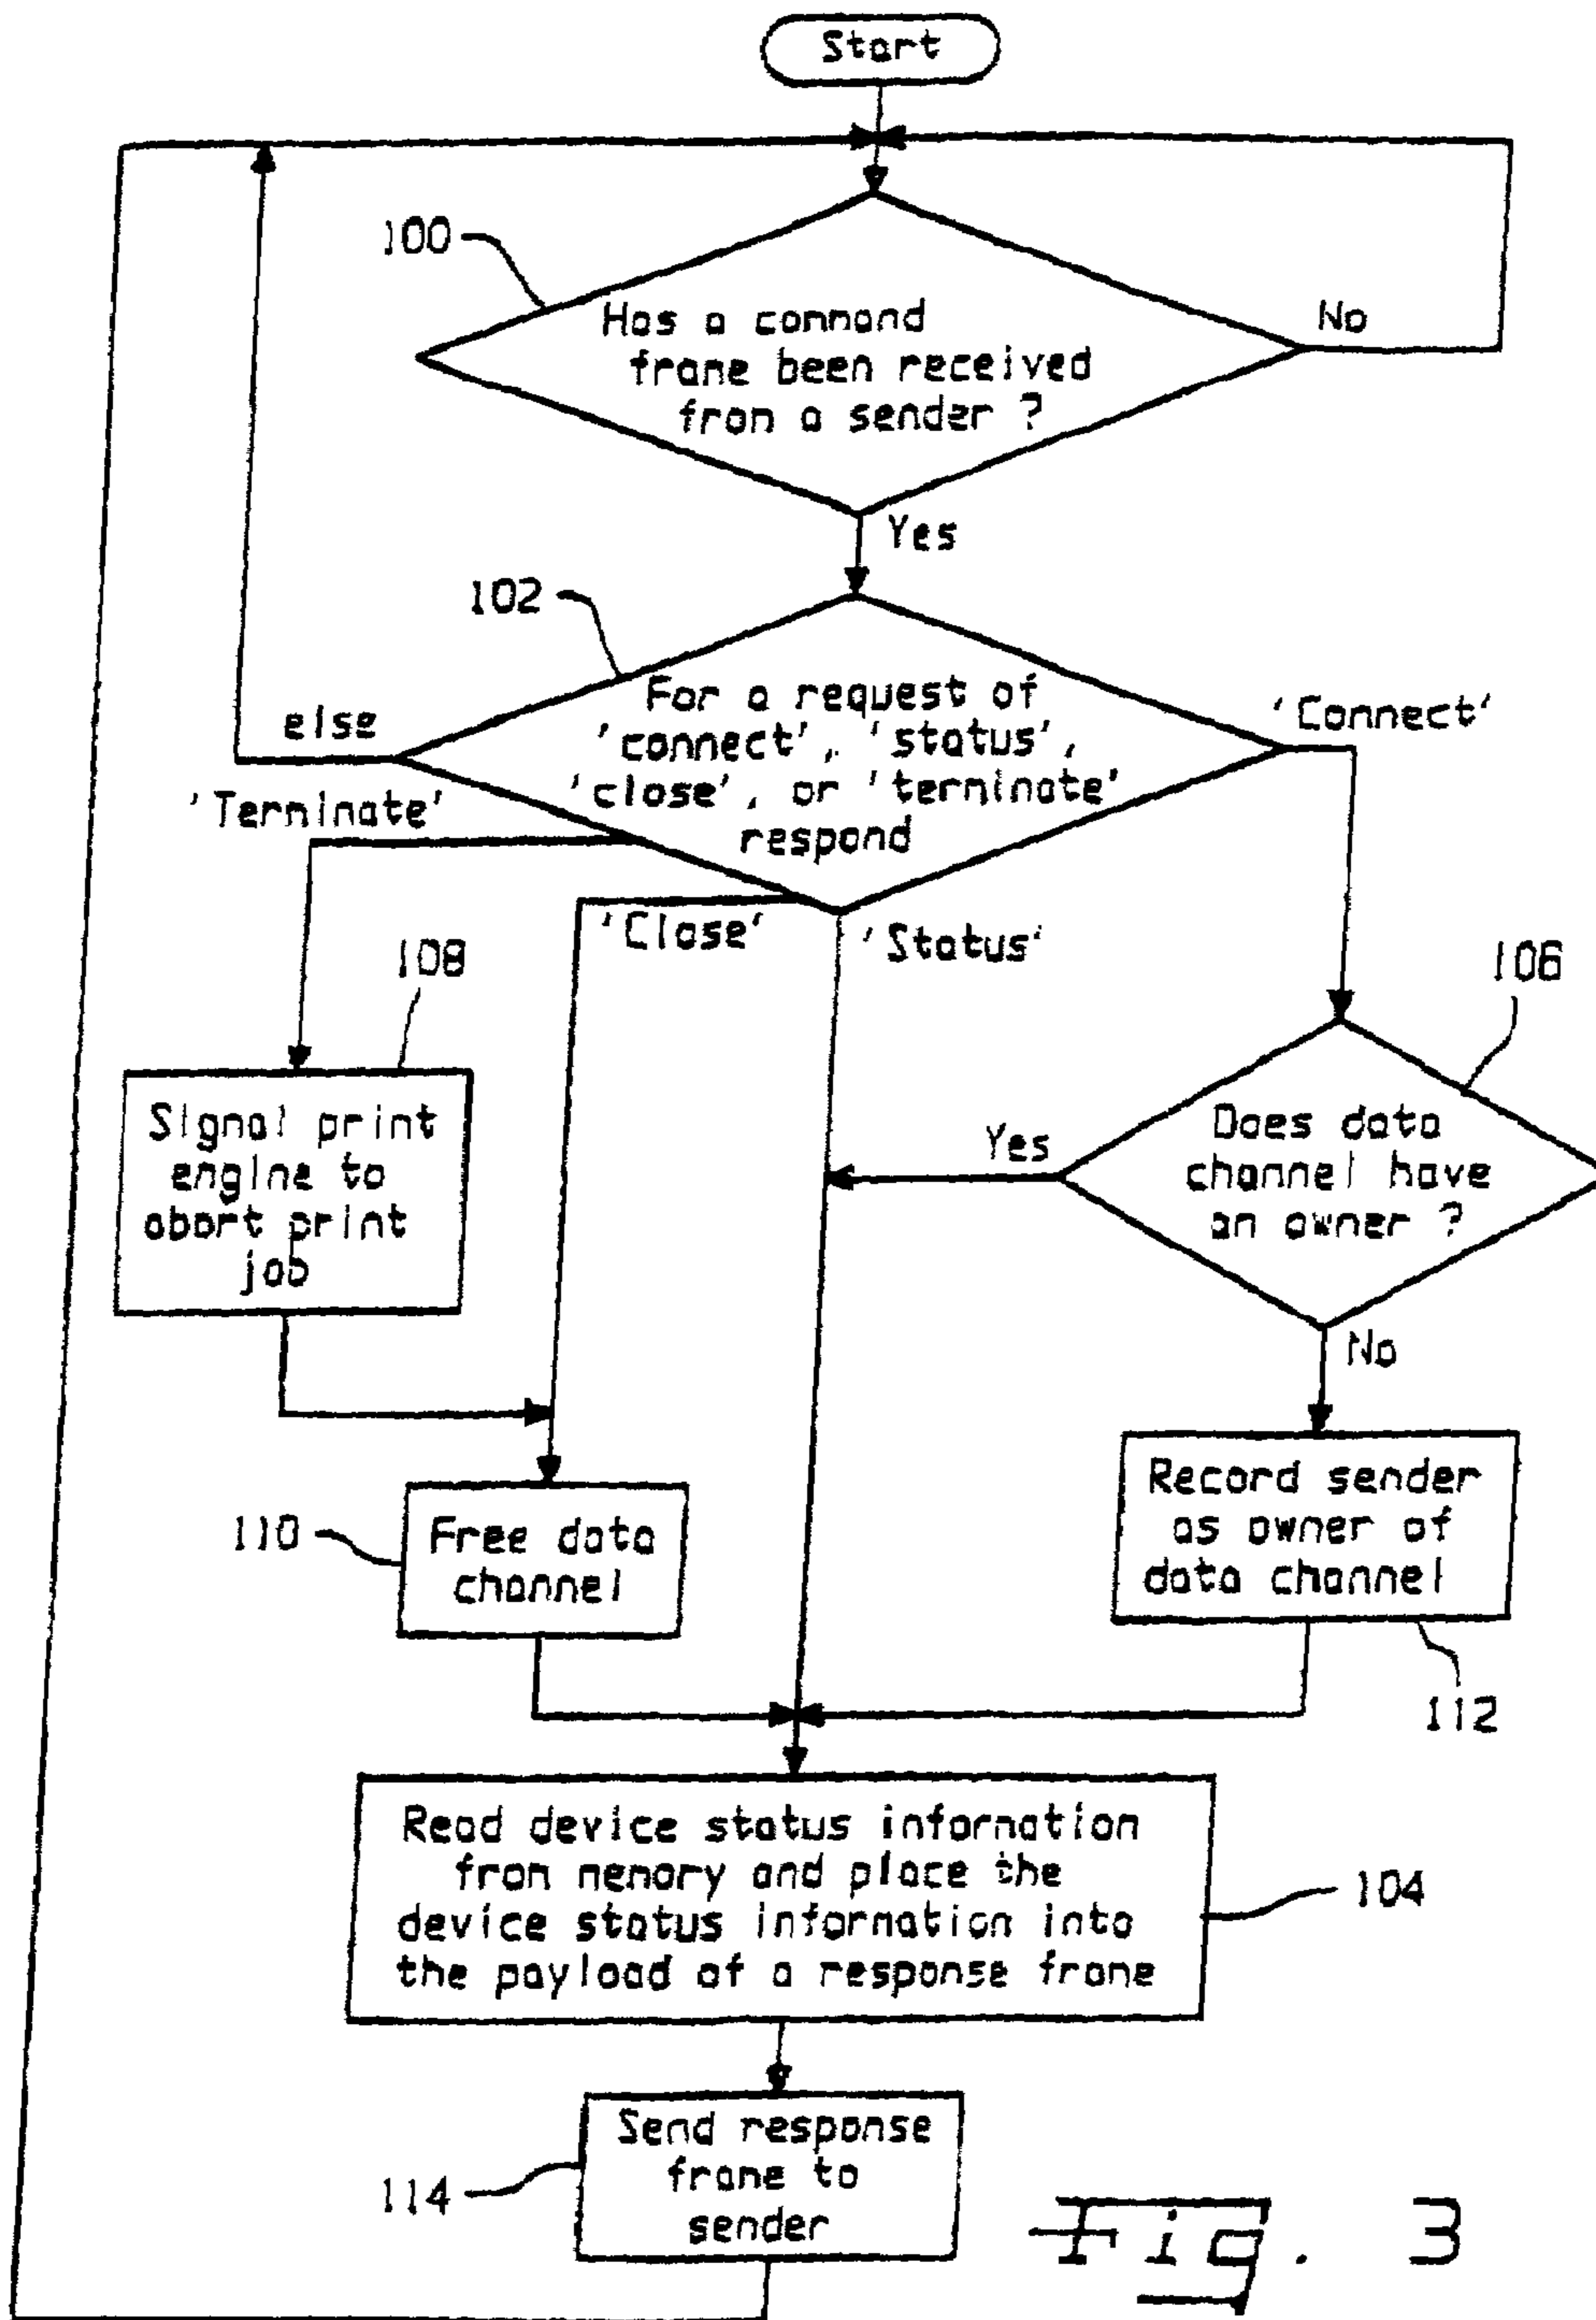 Start
100
Has a command
frame been received
from a sender ?
No
Yes
102
For a request of
'connect', 'status',
'close', or 'terminate'
respond
else
'Connect'
'Terminate'
'Close'
'Status'
108
106
Signal print
engine to
abort print
job
Does data
channel have
an owner ?
Yes
No
110
Free data
channel
Record sender
as owner of
data channel
112
Read device status information
from memory and place the
device status information into
the payload of a response frame
104
114
Send response
frame to
sender
Fig. 3